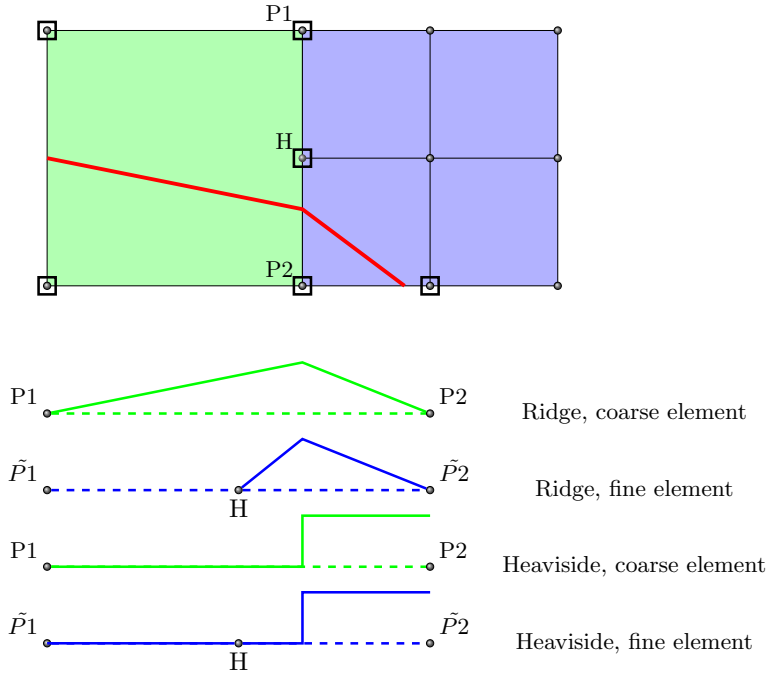 P1
H
P2
P1 P2 Ridge, coarse element
P̃1 P̃2 Ridge, fine element
H
P1 P2 Heaviside, coarse element
P̃1 P̃2 Heaviside, fine element
H